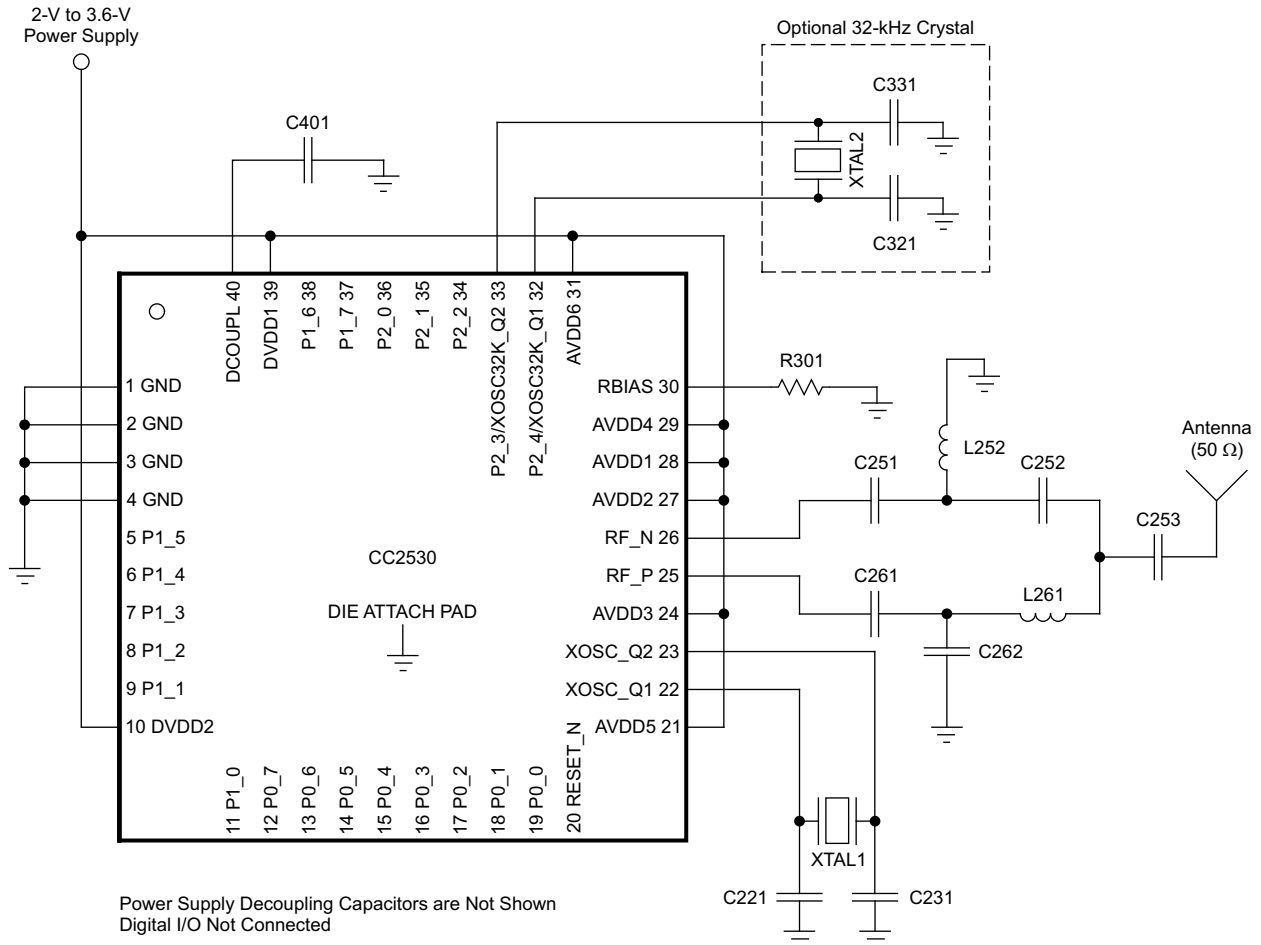 2-V to 3.6-V
Power Supply
Optional 32-kHz Crystal
C331
C401
XTAL2
C321
DCOUPL 40
DVDD1 39
P1_6 38
P1_7 37
P2_0 36
P2_1 35
P2_2 34
P2_3/XOSC32K_Q2 33
P2_4/XOSC32K_Q1 32
AVDD6 31
1 GND
2 GND
3 GND
4 GND
5 P1_5
6 P1_4
7 P1_3
8 P1_2
9 P1_1
10 DVDD2
CC2530
DIE ATTACH PAD
RBIAS 30
AVDD4 29
AVDD1 28
AVDD2 27
RF_N 26
RF_P 25
AVDD3 24
XOSC_Q2 23
XOSC_Q1 22
AVDD5 21
11 P1_0
12 P0_7
13 P0_6
14 P0_5
15 P0_4
16 P0_3
17 P0_2
18 P0_1
19 P0_0
20 RESET_N
R301
L252
C251
C252
Antenna
(50 Ω)
C253
C261
L261
C262
XTAL1
C221
C231
Power Supply Decoupling Capacitors are Not Shown
Digital I/O Not Connected